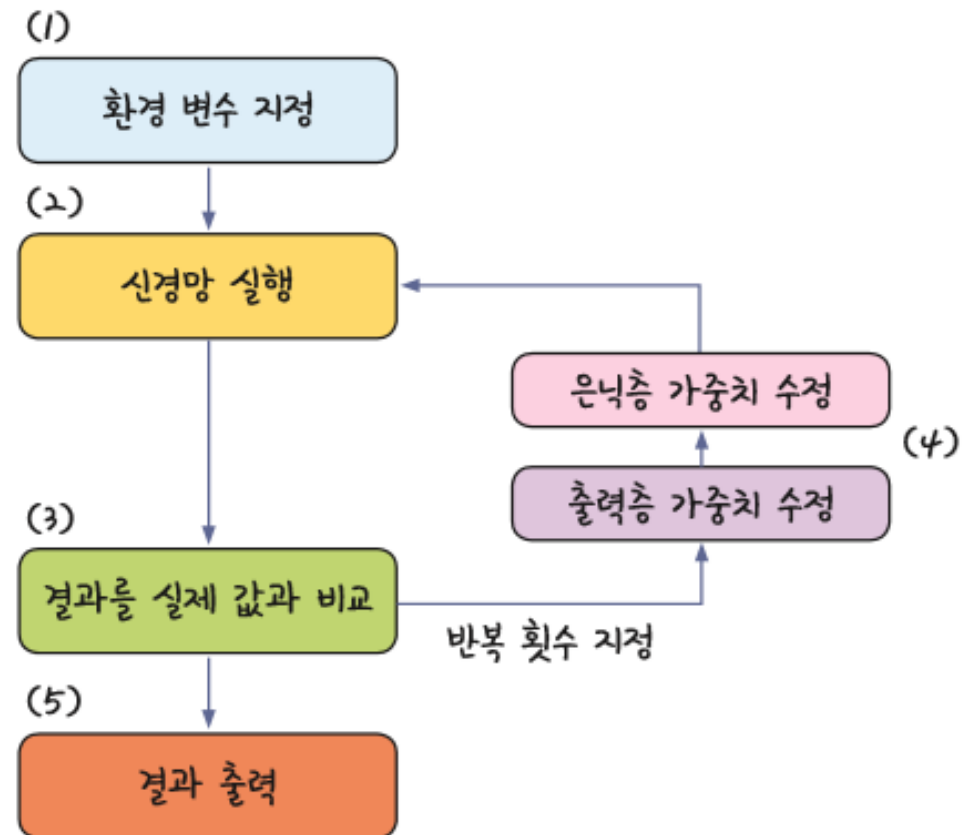 (1)
환경 변수 지정
(2)
신경망 실행
은닉층 가중치 수정
(4)
출력층 가중치 수정
(3)
결과를 실제 값과 비교
반복 횟수 지정
(5)
결과 출력